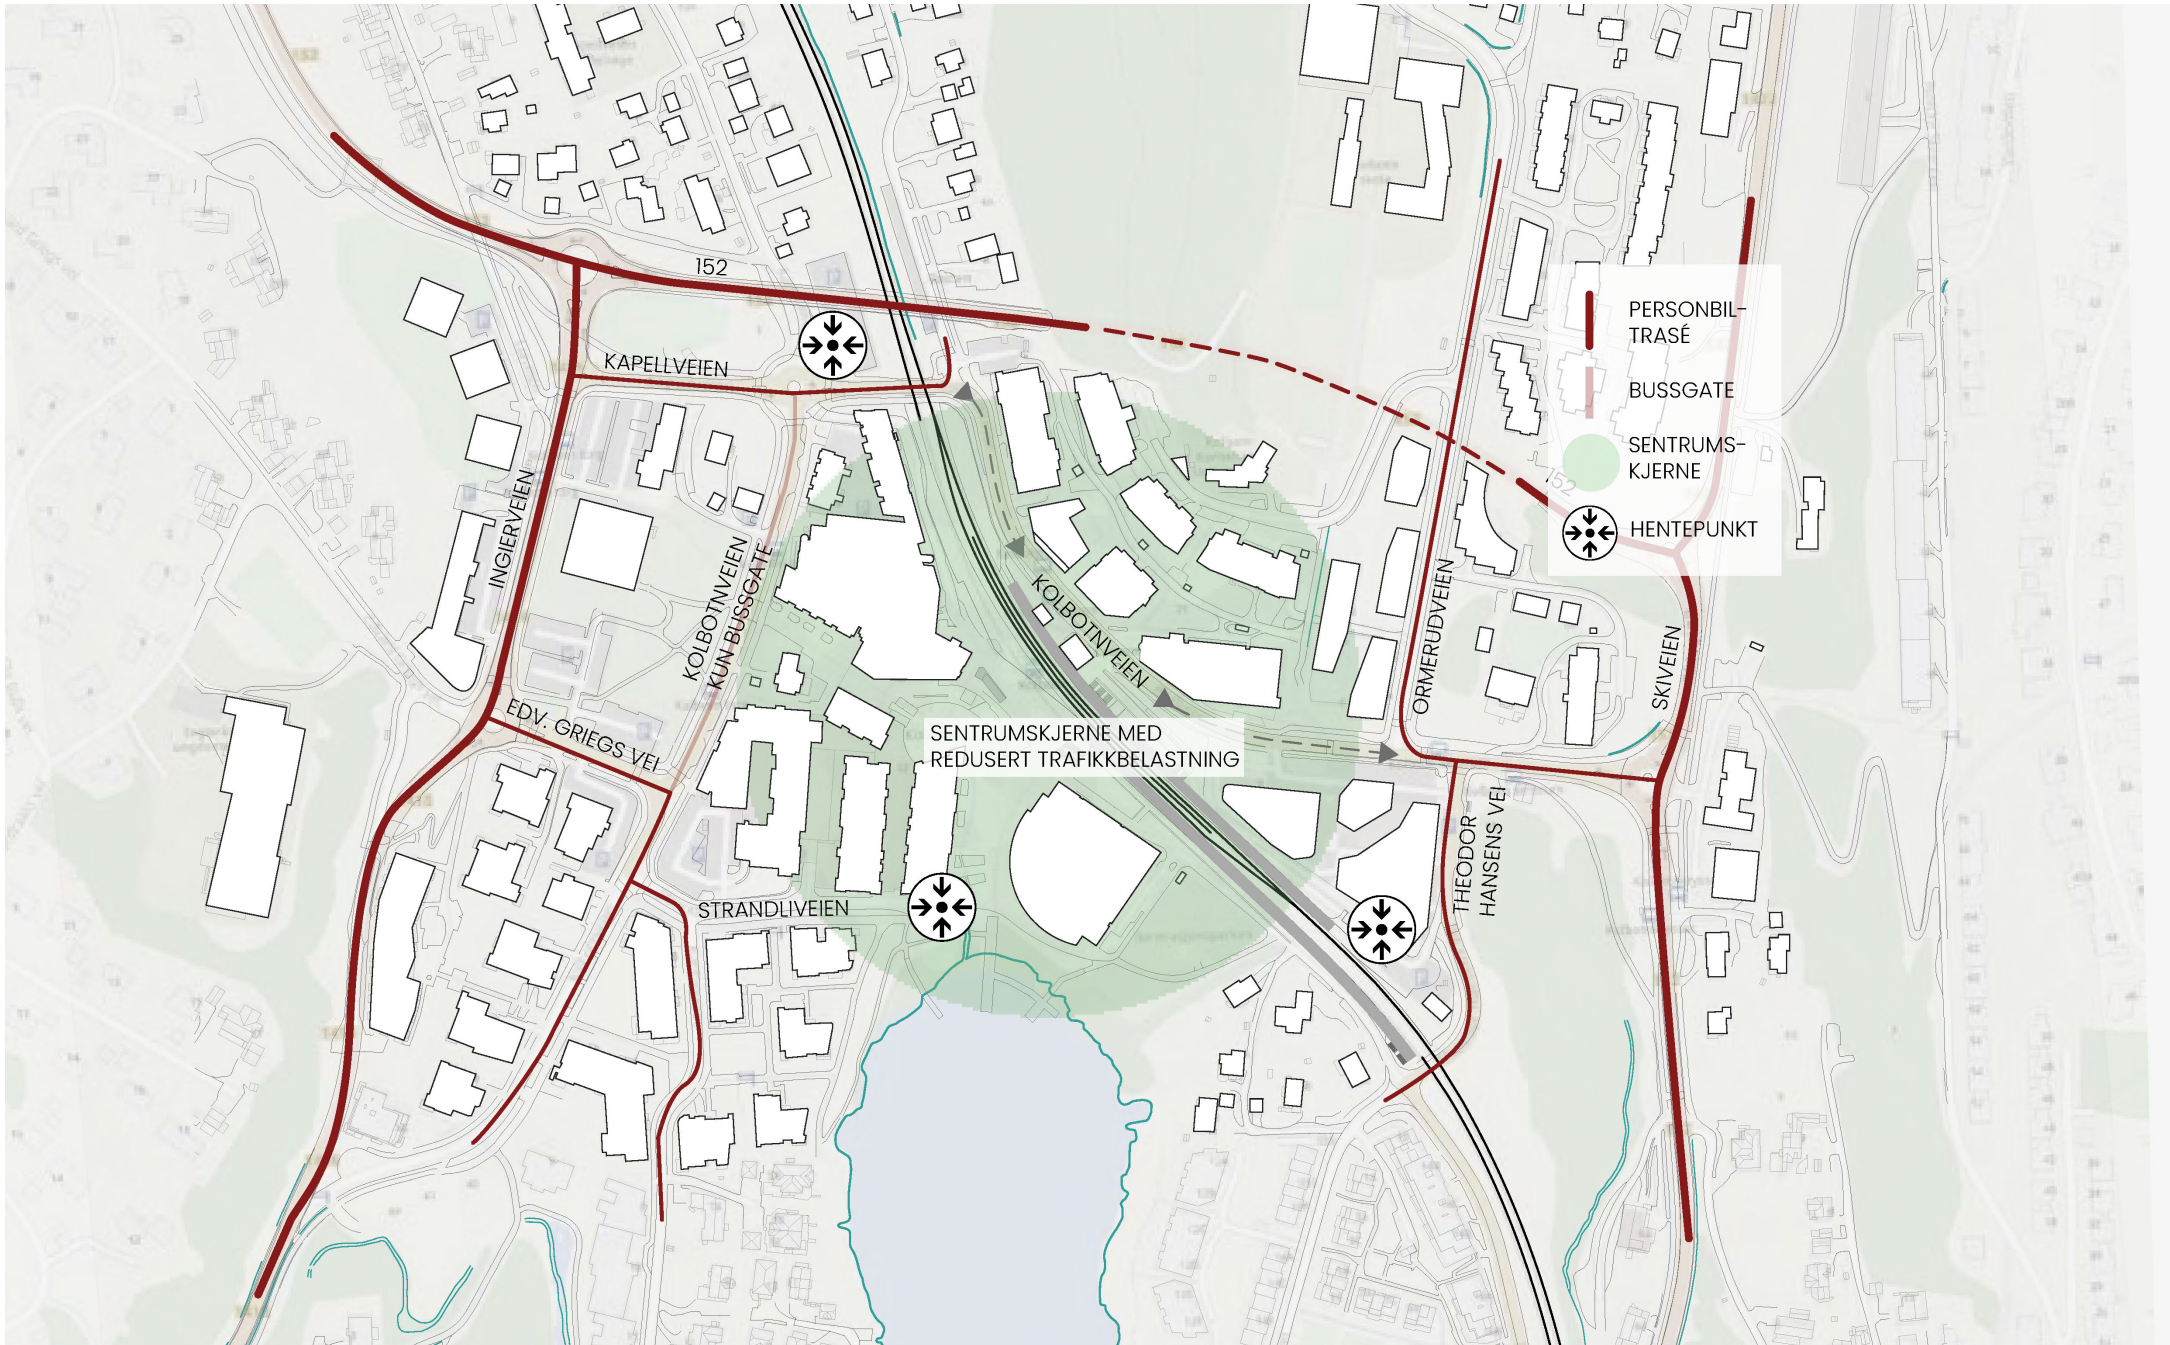 152
KAPELLVEIEN
INGIERVEIEN
KOLBOTNVEIEN
KUN BUSSGATE
EDV. GRIEGS VEI
STRANDLIVEIEN
KOLBOTNVEIEN
SENTRUMSKJERNE MED
REDUSERT TRAFIKKBELASTNING
ORMERUDVEIEN
THEODOR
HANSENS VEI
SKIVEIEN
152
PERSONBIL-
TRASÉ
BUSSGATE
SENTRUMS-
KJERNE
HENTEPUNKT